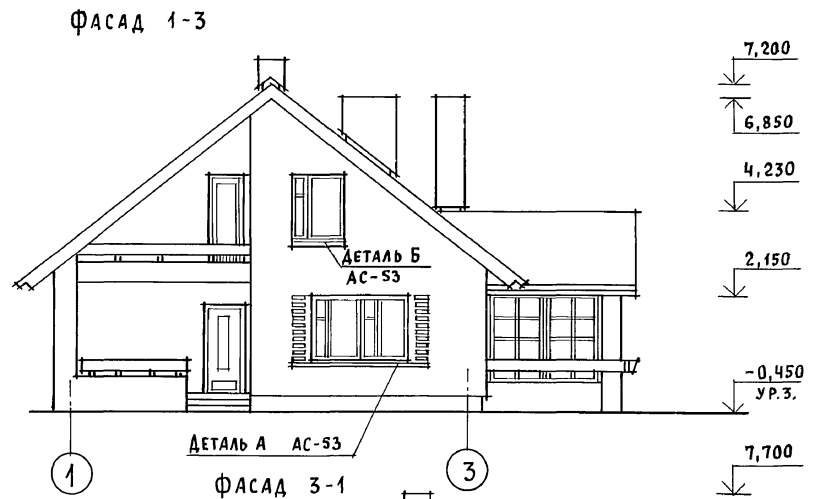 ФАСАД 1-3
7,200
6,850
4,230
ДЕТАЛЬ Б
АС-53
2,150
-0,450
УР.З.
ДЕТАЛЬ А АС-53
1
3
7,700
ФАСАД 3-1